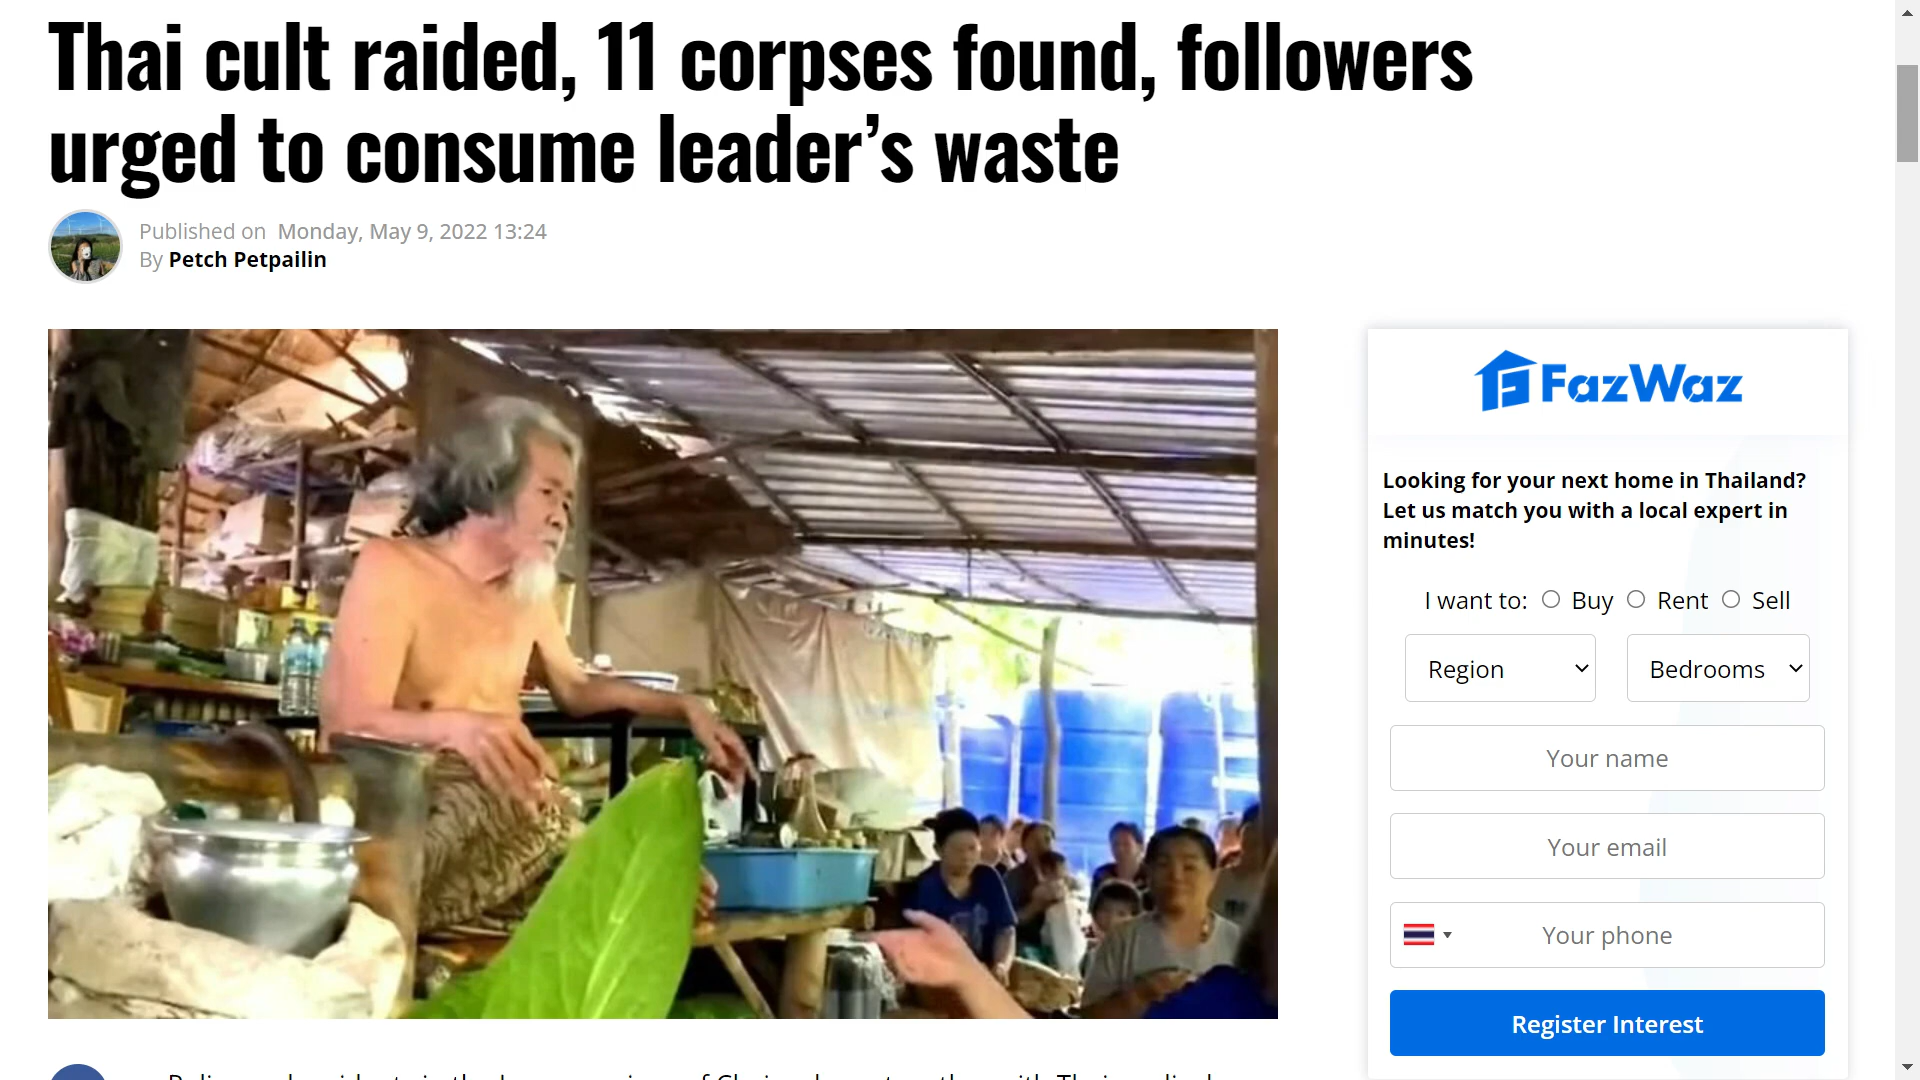 Thai cult raided, 11 corpses found, followers
urged to consume leader’s waste
Published on Monday, May 9, 2022 13:24
By Petch Petpailin
FazWaz
Looking for your next home in Thailand?
Let us match you with a local expert in
minutes!
I want to: Buy Rent Sell
Region Bedrooms
Your name
Your email
Your phone
Register Interest